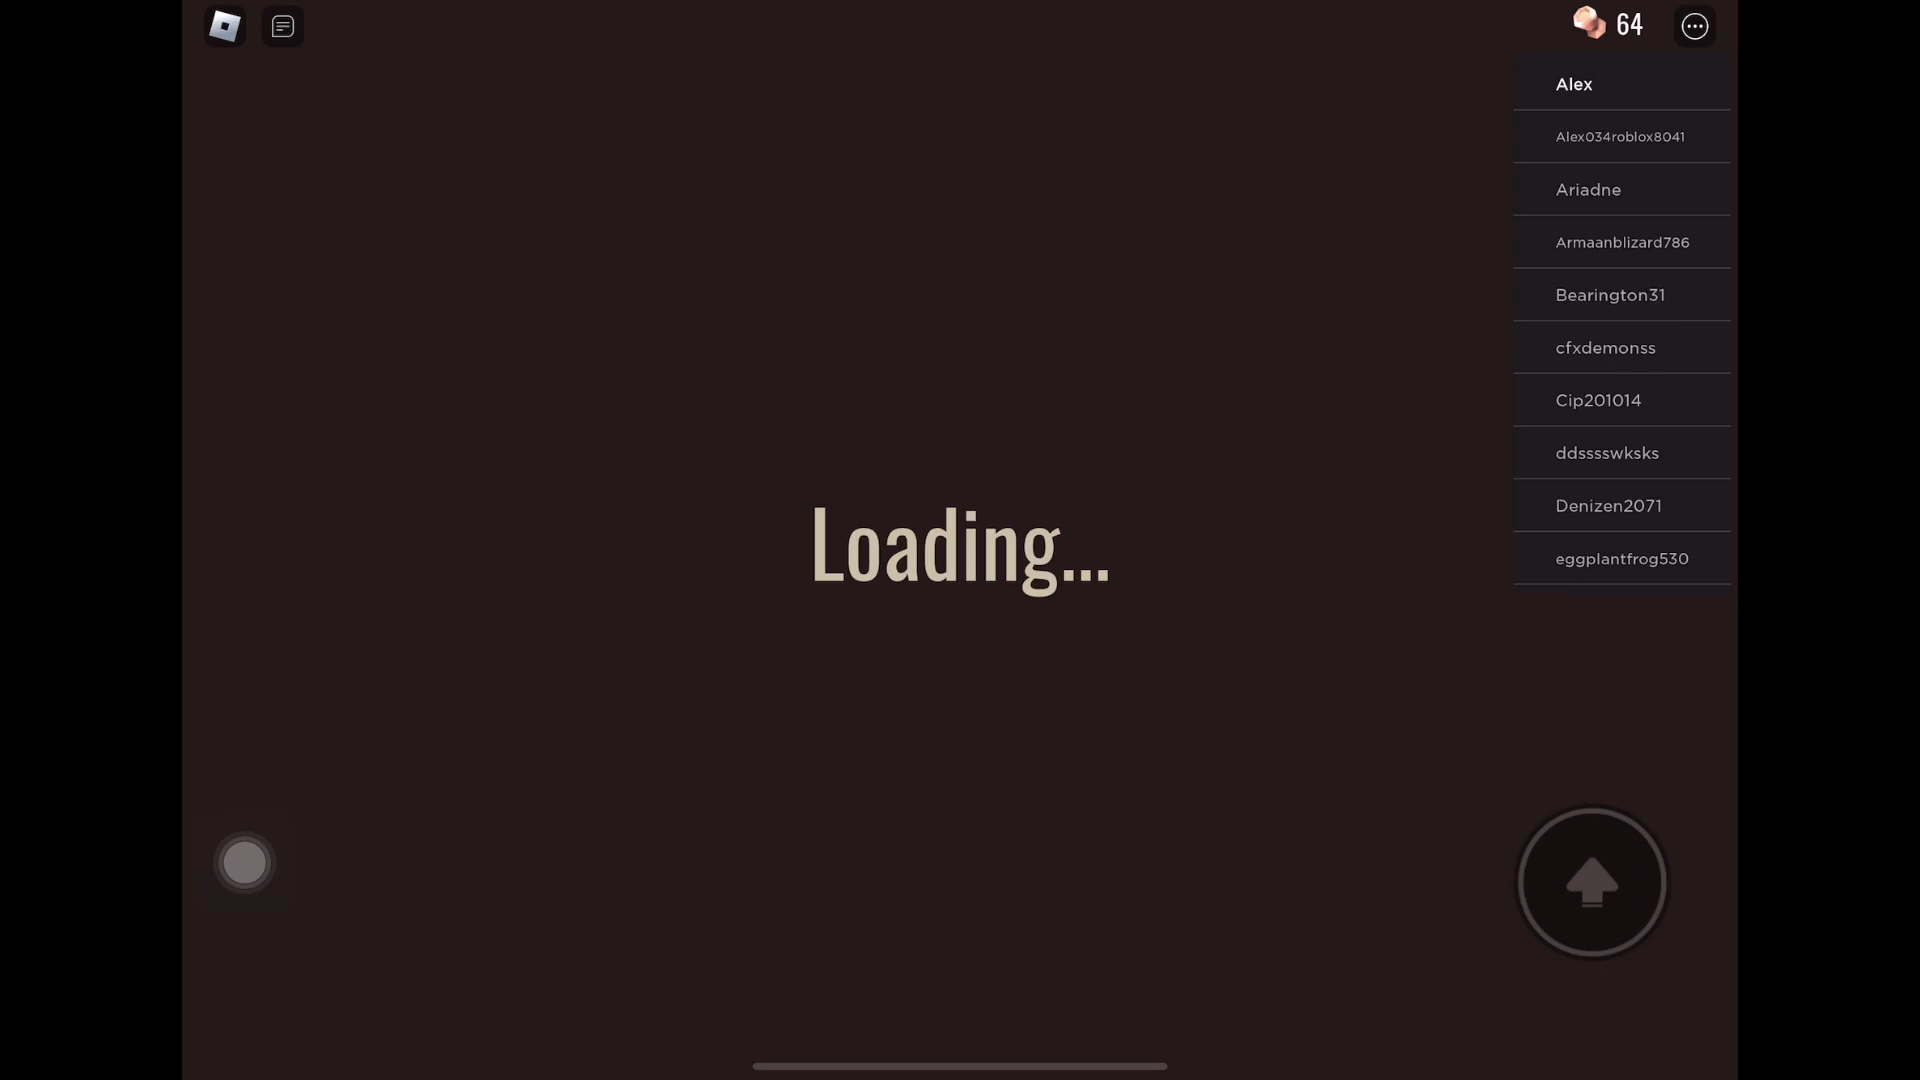 64
Alex
Alex034roblox8041
Ariadne
Armaanblizard786
Bearington31
cfxdemonss
Cip201014
ddsssswksks
Denizen2071
eggplantfrog530
Loading...